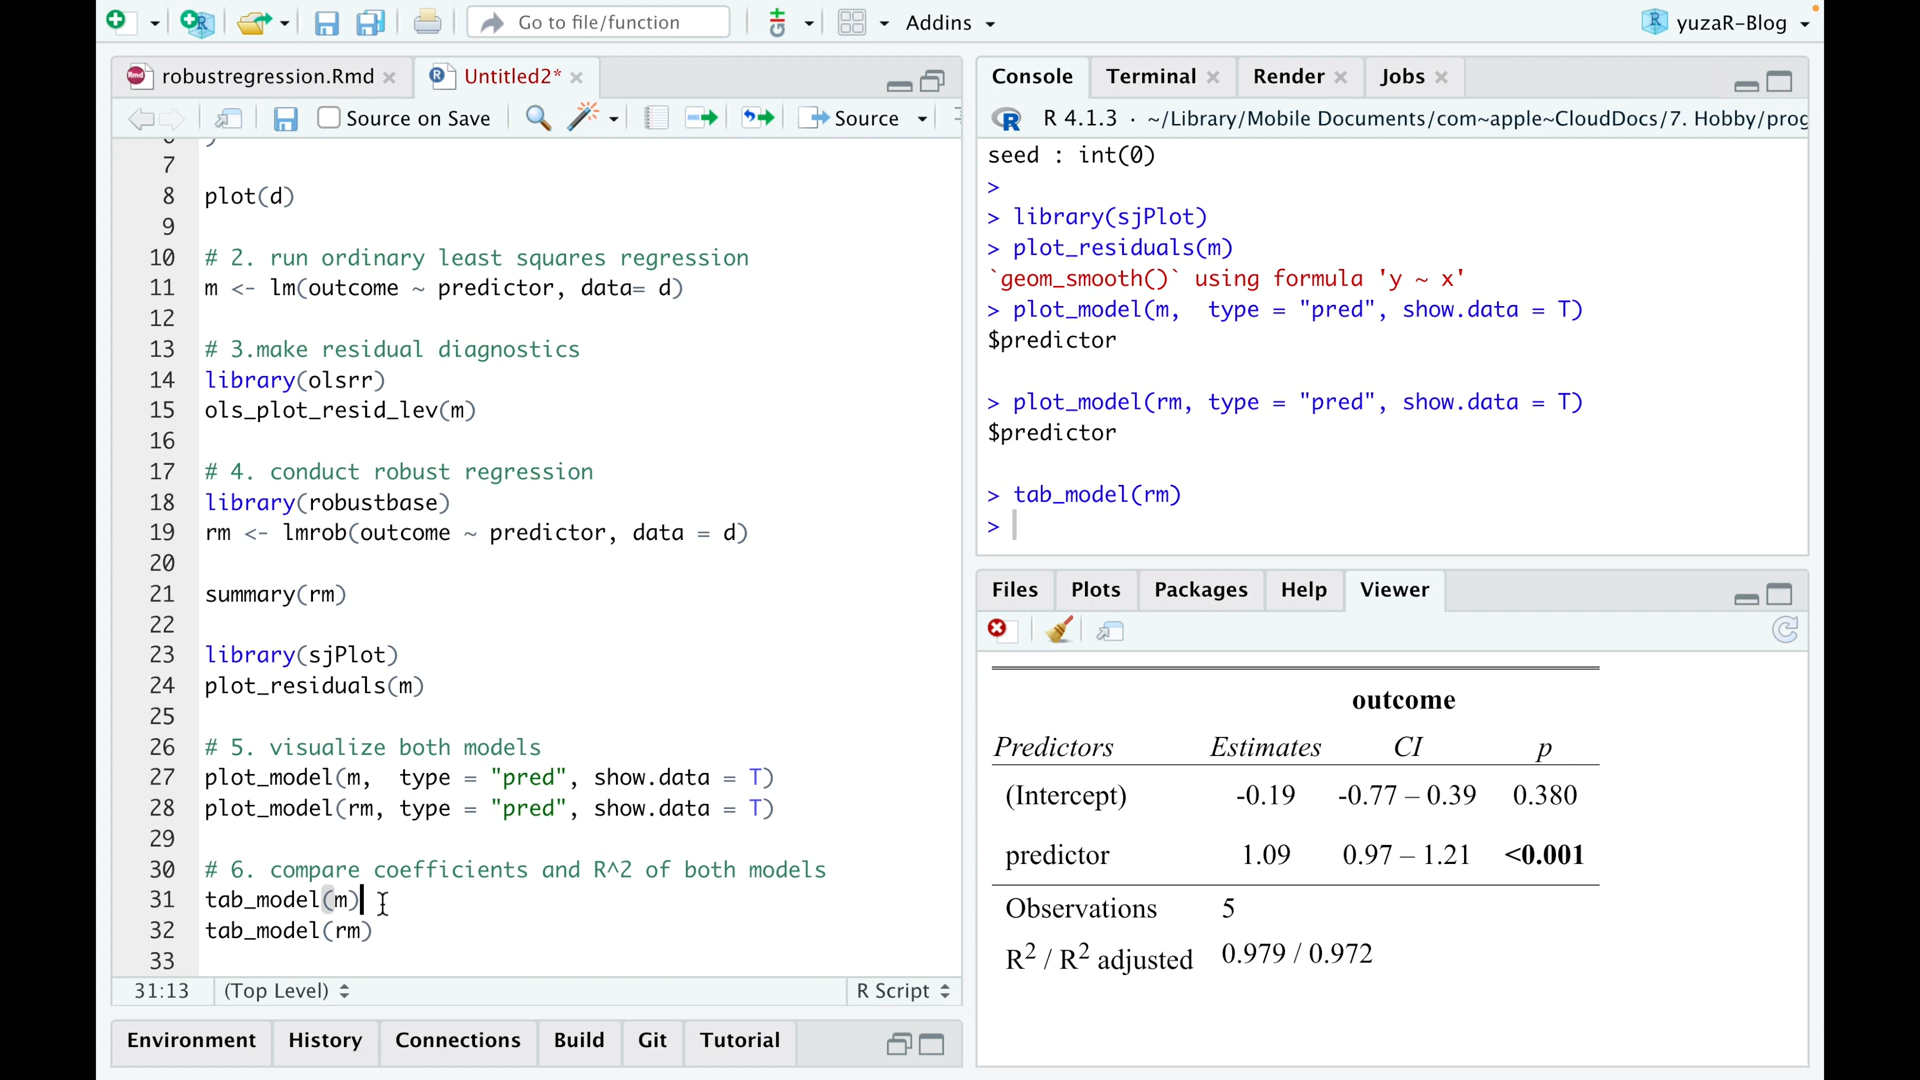 Go to file/function
Addins
yuzaR-Blog
robustregression.Rmd
Untitled2*
Source on Save
Source
7
8 plot(d)
9
10 # 2. run ordinary least squares regression
11 m <- lm(outcome ~ predictor, data= d)
12
13 # 3.make residual diagnostics
14 library(olsrr)
15 ols_plot_resid_lev(m)
16
17 # 4. conduct robust regression
18 library(robustbase)
19 rm <- lmrob(outcome ~ predictor, data = d)
20
21 summary(rm)
22
23 library(sjPlot)
24 plot_residuals(m)
25
26 # 5. visualize both models
27 plot_model(m,  type = "pred", show.data = T)
28 plot_model(rm, type = "pred", show.data = T)
29
30 # 6. compare coefficients and R^2 of both models
31 tab_model(m)
32 tab_model(rm)
33
31:13 (Top Level) R Script
Environment History Connections Build Git Tutorial
Console Terminal Render Jobs
R 4.1.3 · ~/Library/Mobile Documents/com~apple~CloudDocs/7. Hobby/prog
seed : int(0)
>
> library(sjPlot)
> plot_residuals(m)
`geom_smooth()` using formula 'y ~ x'
> plot_model(m,  type = "pred", show.data = T)
$predictor
> plot_model(rm, type = "pred", show.data = T)
$predictor
> tab_model(rm)
>
Files Plots Packages Help Viewer
outcome
Predictors Estimates CI p
(Intercept) -0.19 -0.77 – 0.39 0.380
predictor 1.09 0.97 – 1.21 <0.001
Observations 5
R2 / R2 adjusted 0.979 / 0.972